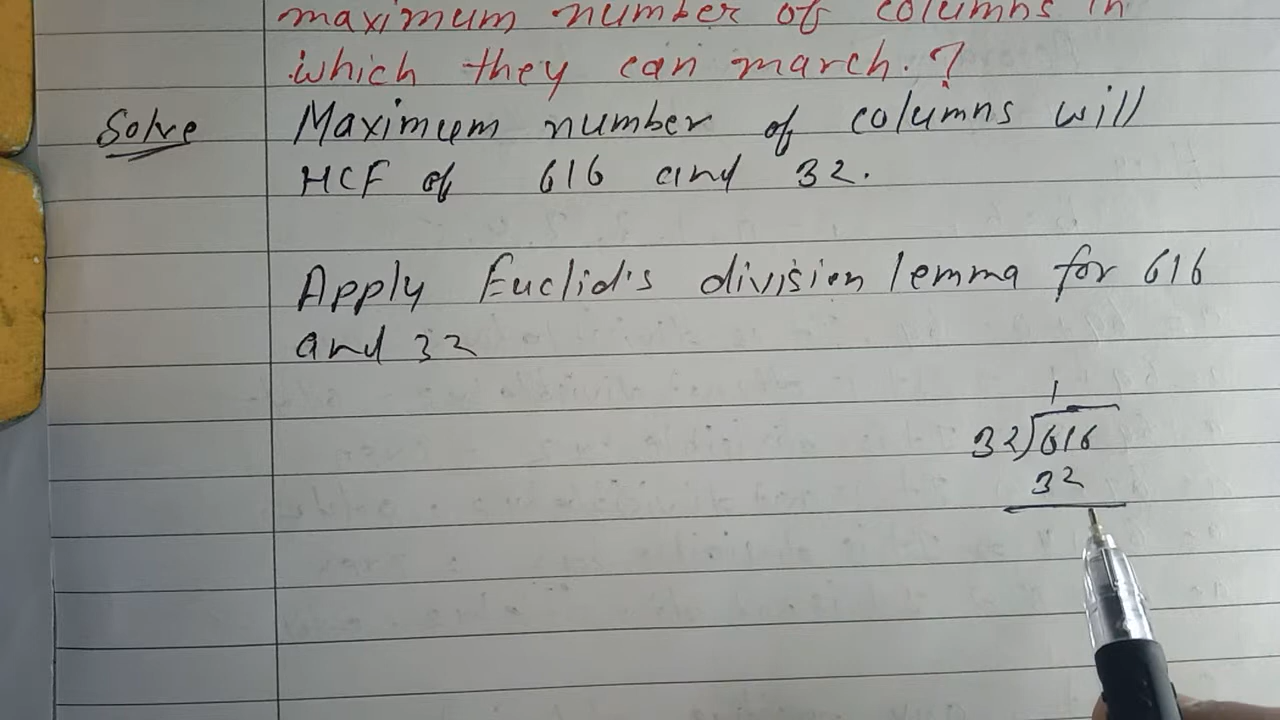 maximum number of columns in
which they can march.?
Solve
Maximum number of columns will
HCF of 616 and 32.
Apply Euclid's division lemma for 616
and 32
1
32)616
32